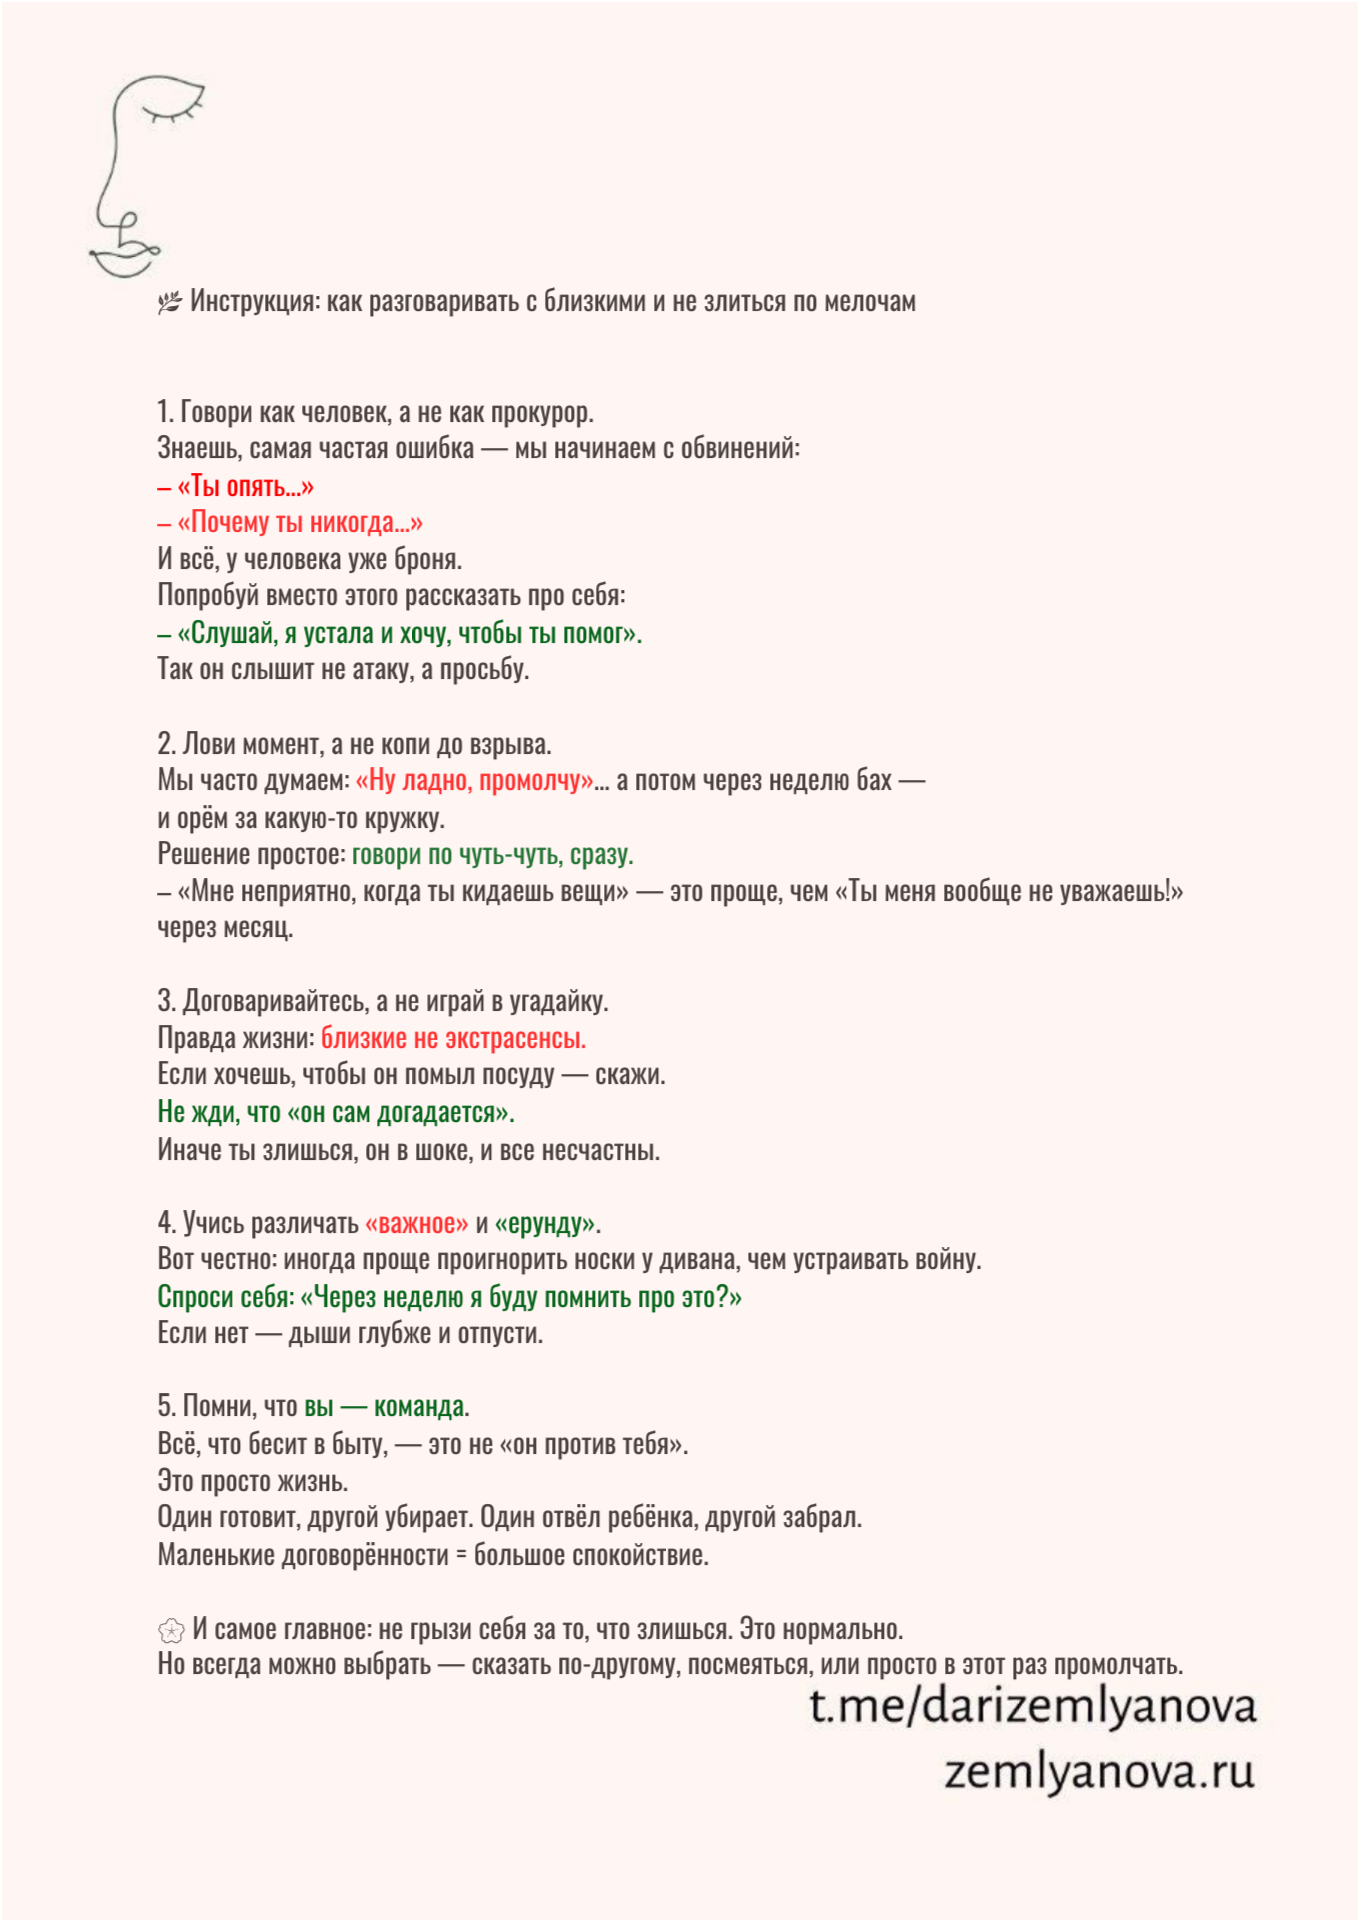 🌿 Инструкция: как разговаривать с близкими и не злиться по мелочам
1. Говори как человек, а не как прокурор.
Знаешь, самая частая ошибка — мы начинаем с обвинений:
– «Ты опять…»
– «Почему ты никогда…»
И всё, у человека уже броня.
Попробуй вместо этого рассказать про себя:
– «Слушай, я устала и хочу, чтобы ты помог».
Так он слышит не атаку, а просьбу.
2. Лови момент, а не копи до взрыва.
Мы часто думаем: «Ну ладно, промолчу»… а потом через неделю бах —
и орём за какую-то кружку.
Решение простое: говори по чуть-чуть, сразу.
– «Мне неприятно, когда ты кидаешь вещи» — это проще, чем «Ты меня вообще не уважаешь!»
через месяц.
3. Договаривайтесь, а не играй в угадайку.
Правда жизни: близкие не экстрасенсы.
Если хочешь, чтобы он помыл посуду — скажи.
Не жди, что «он сам догадается».
Иначе ты злишься, он в шоке, и все несчастны.
4. Учись различать «важное» и «ерунду».
Вот честно: иногда проще проигнорить носки у дивана, чем устраивать войну.
Спроси себя: «Через неделю я буду помнить про это?»
Если нет — дыши глубже и отпусти.
5. Помни, что вы — команда.
Всё, что бесит в быту, — это не «он против тебя».
Это просто жизнь.
Один готовит, другой убирает. Один отвёл ребёнка, другой забрал.
Маленькие договорённости = большое спокойствие.
🌸 И самое главное: не грызи себя за то, что злишься. Это нормально.
Но всегда можно выбрать — сказать по-другому, посмеяться, или просто в этот раз промолчать.
t.me/darizemlyanova
zemlyanova.ru